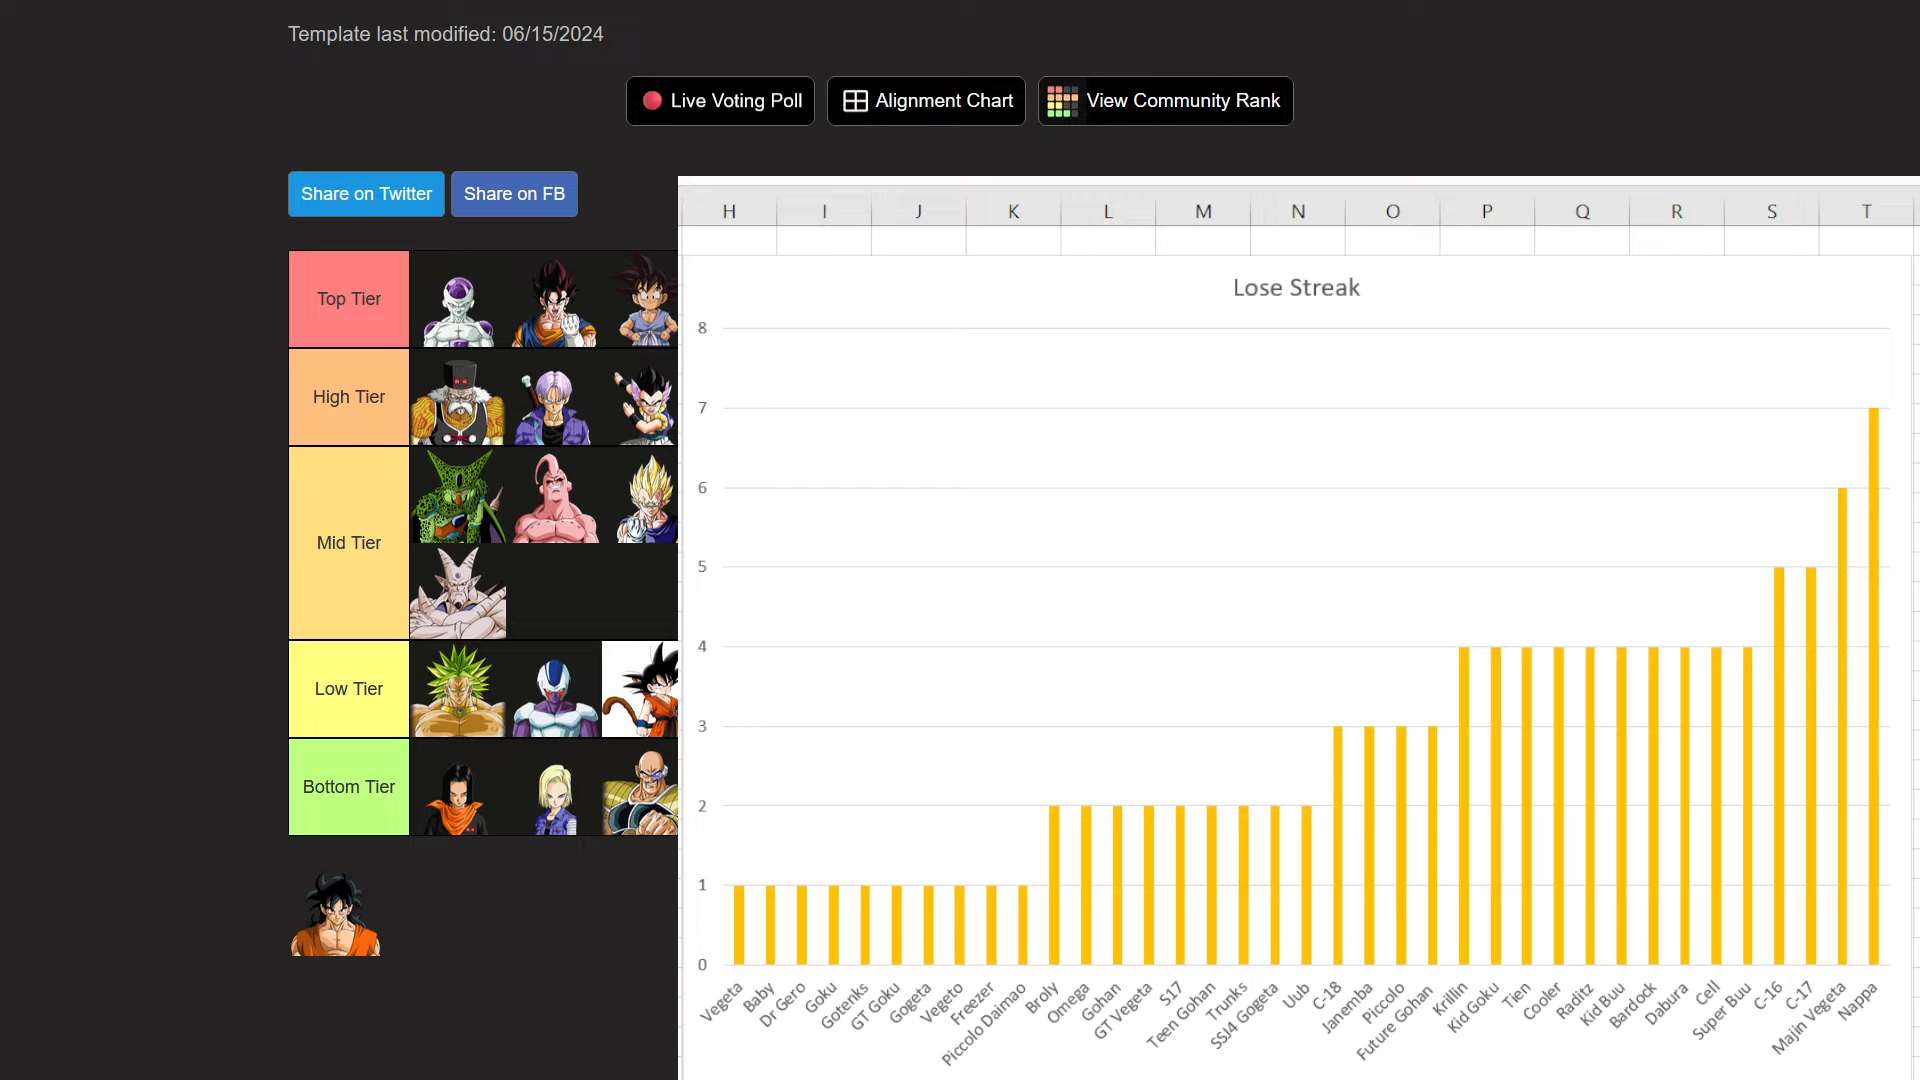 Template last modified: 06/15/2024
Live Voting Poll
Alignment Chart
View Community Rank
Share on Twitter
Share on FB
H I J K L M N O P Q R S T
Top Tier
High Tier
Mid Tier
Low Tier
Bottom Tier
Lose Streak
8
7
6
5
4
3
2
1
0
Vegeta
Baby
Dr Gero
Goku
Gotenks
GT Goku
Gogeta
Vegeto
Freezer
Piccolo Daimao
Broly
Omega
Gohan
GT Vegeta
S17
Teen Gohan
Trunks
SSJ4 Gogeta
Uub
C-18
Janemba
Piccolo
Future Gohan
Krillin
Kid Goku
Tien
Cooler
Raditz
Kid Buu
Bardock
Dabura
Cell
Super Buu
C-16
C-17
Majin Vegeta
Nappa